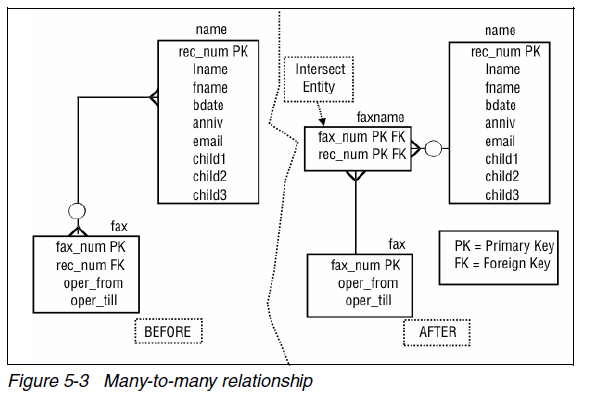 name
rec_num PK
lname
fname
bdate
anniv
email
child1
child2
child3
fax
fax_num PK
rec_num FK
oper_from
oper_till
BEFORE
Intersect
Entity
faxname
fax_num PK FK
rec_num PK FK
name
rec_num PK
lname
fname
bdate
anniv
email
child1
child2
child3
fax
fax_num PK
oper_from
oper_till
PK = Primary Key
FK = Foreign Key
AFTER
Figure 5-3 Many-to-many relationship